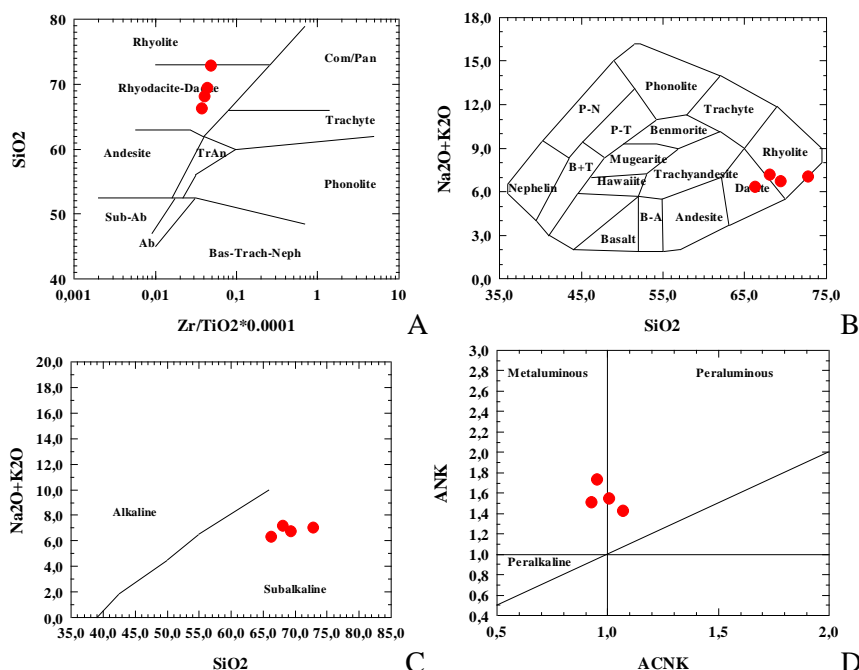 80
70
60
50
40
SiO2
Rhyolite
Com/Pan
Rhyodacite-Dacite
Trachyte
Andesite
TrAn
Phonolite
Sub-Ab
Ab
Bas-Trach-Neph
0,001
0,01
0,1
1
10
Zr/TiO2*0.0001
A
18,0
15,0
12,0
9,0
6,0
3,0
0,0
Na2O+K2O
Phonolite
P-N
Trachyte
P-T
Benmorite
Rhyolite
Mugearite
B+T
Trachyandesite
Nephelin
Hawaiite
Dacite
B-A
Andesite
Basalt
35,0
45,0
55,0
65,0
75,0
SiO2
B
20,0
18,0
16,0
14,0
12,0
10,0
8,0
6,0
4,0
2,0
0,0
Na2O+K2O
Alkaline
Subalkaline
35,0
40,0
45,0
50,0
55,0
60,0
65,0
70,0
75,0
80,0
85,0
SiO2
C
3,0
2,8
2,6
2,4
2,2
2,0
1,8
1,6
1,4
1,2
1,0
0,8
0,6
0,4
ANK
Metaluminous
Peraluminous
Peralkaline
0,5
1,0
1,5
2,0
ACNK
D